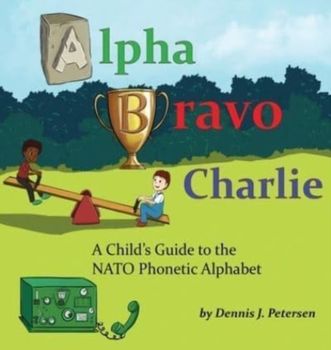 Alpha
Bravo
Charlie
A Child's Guide to the
NATO Phonetic Alphabet
by Dennis J. Petersen